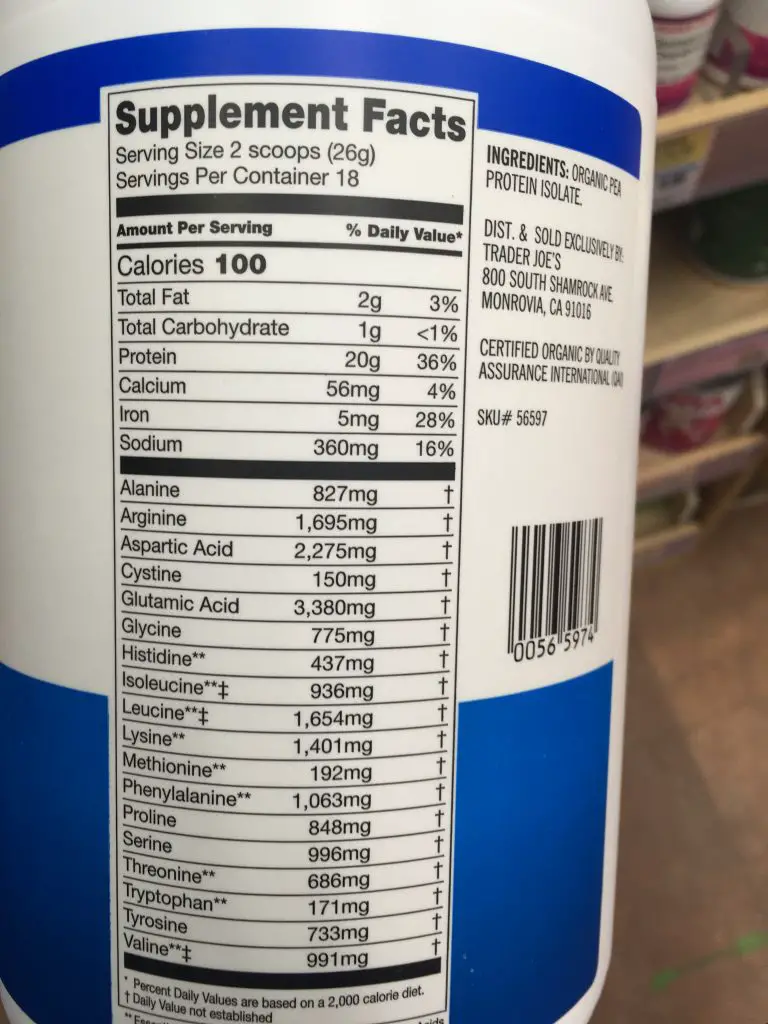 Supplement Facts
Serving Size 2 scoops (26g)
Servings Per Container 18
Amount Per Serving % Daily Value*
Calories 100
Total Fat 2g 3%
Total Carbohydrate 1g <1%
Protein 20g 36%
Calcium 56mg 4%
Iron 5mg 28%
Sodium 360mg 16%
Alanine 827mg †
Arginine 1,695mg †
Aspartic Acid 2,275mg †
Cystine 150mg †
Glutamic Acid 3,380mg †
Glycine 775mg †
Histidine** 437mg †
Isoleucine**‡ 936mg †
Leucine**‡ 1,654mg †
Lysine** 1,401mg †
Methionine** 192mg †
Phenylalanine** 1,063mg †
Proline 848mg †
Serine 996mg †
Threonine** 686mg †
Tryptophan** 171mg †
Tyrosine 733mg †
Valine**‡ 991mg †
* Percent Daily Values are based on a 2,000 calorie diet.
† Daily Value not established
INGREDIENTS: ORGANIC PEA
PROTEIN ISOLATE.
DIST. & SOLD EXCLUSIVELY BY:
TRADER JOE'S
800 SOUTH SHAMROCK AVE.
MONROVIA, CA 91016
CERTIFIED ORGANIC BY QUALITY
ASSURANCE INTERNATIONAL (QAI)
SKU# 56597
0056 5974